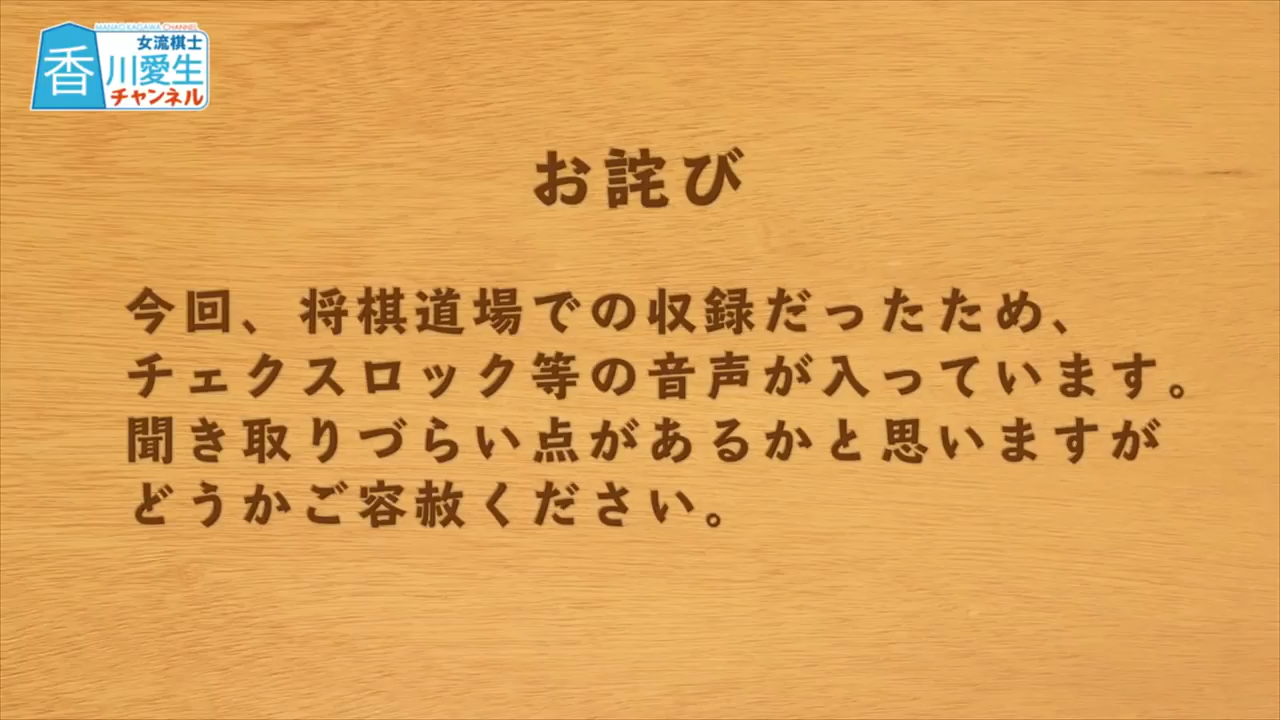 MANAO KAGAWA CHANNEL
女流棋士
香川愛生
チャンネル
お詫び
今回、将棋道場での収録だったため、
チェクスロック等の音声が入っています。
聞き取りづらい点があるかと思いますが
どうかご容赦ください。